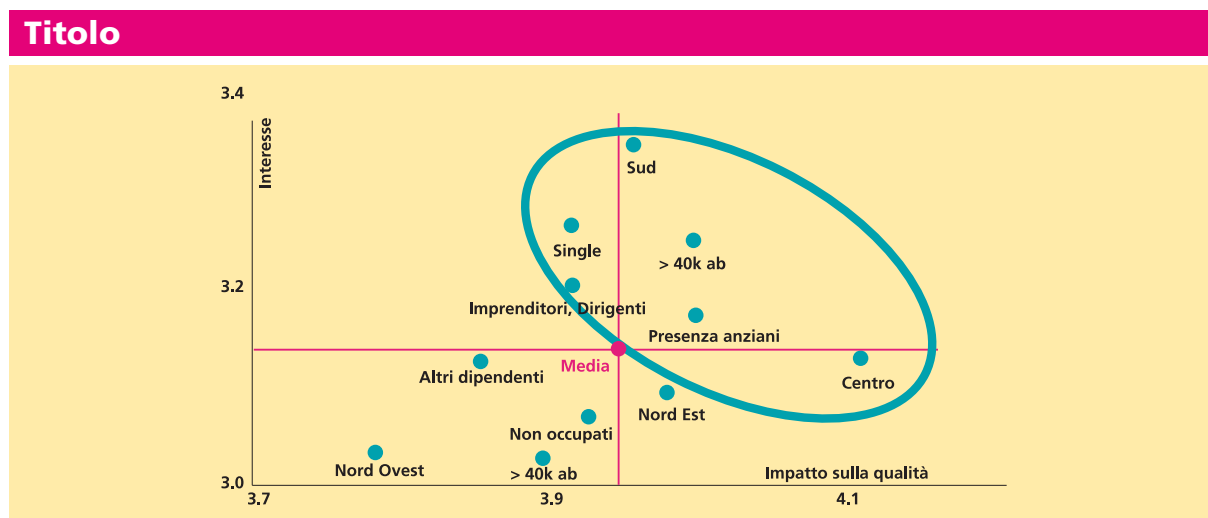 Titolo
3.4
Interesse
Sud
Single
> 40k ab
3.2
Imprenditori, Dirigenti
Presenza anziani
Media
Altri dipendenti
Centro
Nord Est
Non occupati
Nord Ovest
> 40k ab
Impatto sulla qualità
3.0
3.7
3.9
4.1